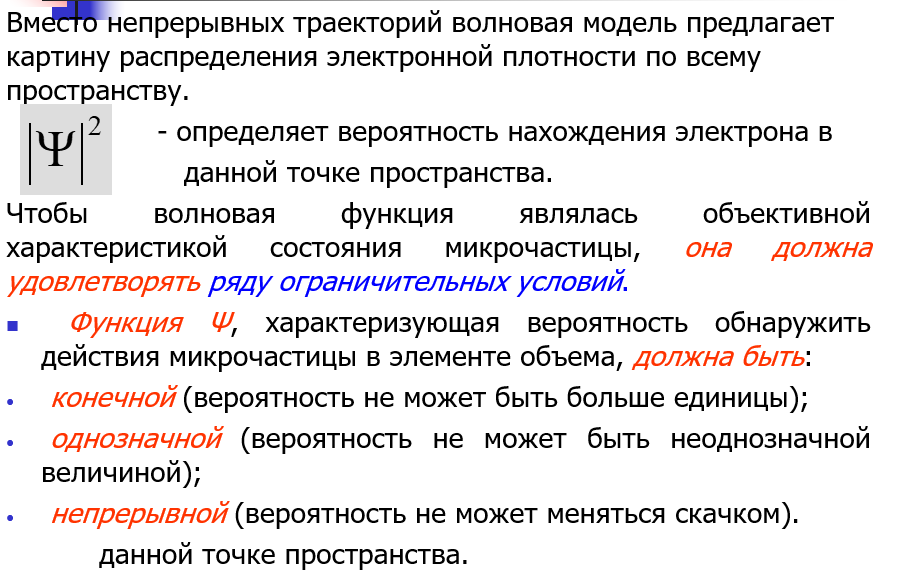 Вместо непрерывных траекторий волновая модель предлагает
картину распределения электронной плотности по всему
пространству.
|Ψ|² - определяет вероятность нахождения электрона в
данной точке пространства.
Чтобы волновая функция являлась объективной
характеристикой состояния микрочастицы, она должна
удовлетворять ряду ограничительных условий.
Функция Ψ, характеризующая вероятность обнаружить
действия микрочастицы в элементе объема, должна быть:
• конечной (вероятность не может быть больше единицы);
• однозначной (вероятность не может быть неоднозначной
величиной);
• непрерывной (вероятность не может меняться скачком).
данной точке пространства.